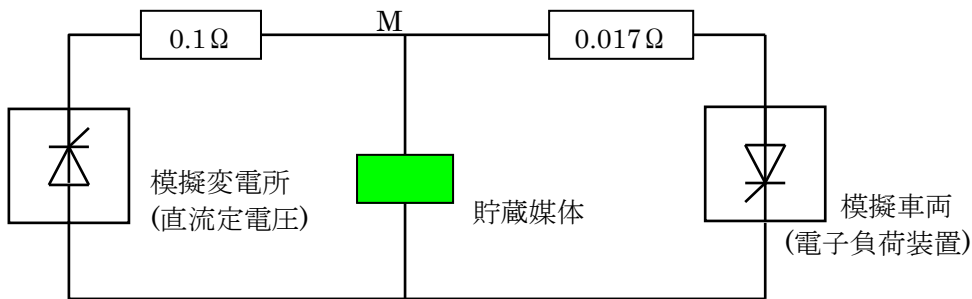 M
0.1Ω
0.017Ω
模擬変電所
(直流定電圧)
貯蔵媒体
模擬車両
(電子負荷装置)